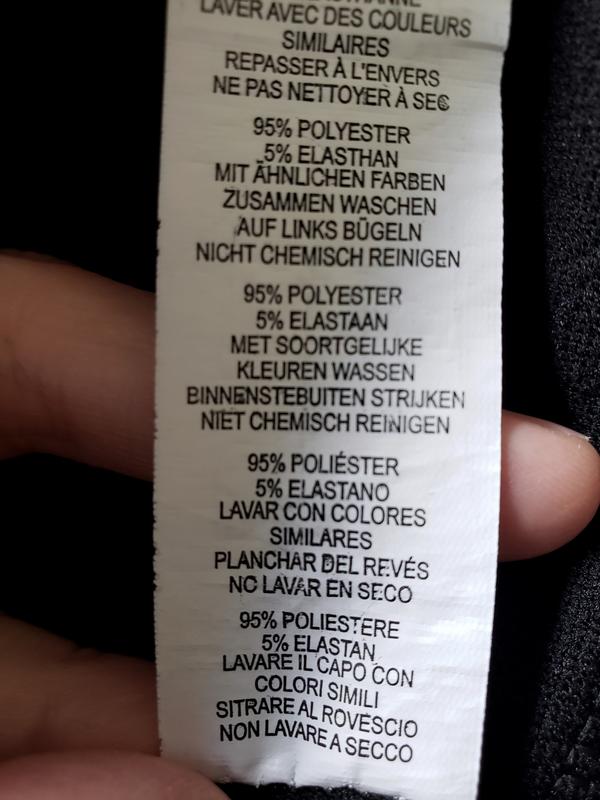 LAVER AVEC DES COULEURS
SIMILAIRES
REPASSER À L'ENVERS
NE PAS NETTOYER À SEC
95% POLYESTER
5% ELASTHAN
MIT ÄHNLICHEN FARBEN
ZUSAMMEN WASCHEN
AUF LINKS BÜGELN
NICHT CHEMISCH REINIGEN
95% POLYESTER
5% ELASTAAN
MET SOORTGELIJKE
KLEUREN WASSEN
BINNENSTEBUITEN STRIJKEN
NIET CHEMISCH REINIGEN
95% POLIÉSTER
5% ELASTANO
LAVAR CON COLORES
SIMILARES
PLANCHAR DEL REVÉS
NO LAVAR EN SECO
95% POLIESTERE
5% ELASTAN
LAVARE IL CAPO CON
COLORI SIMILI
SITRARE AL ROVESCIO
NON LAVARE A SECCO